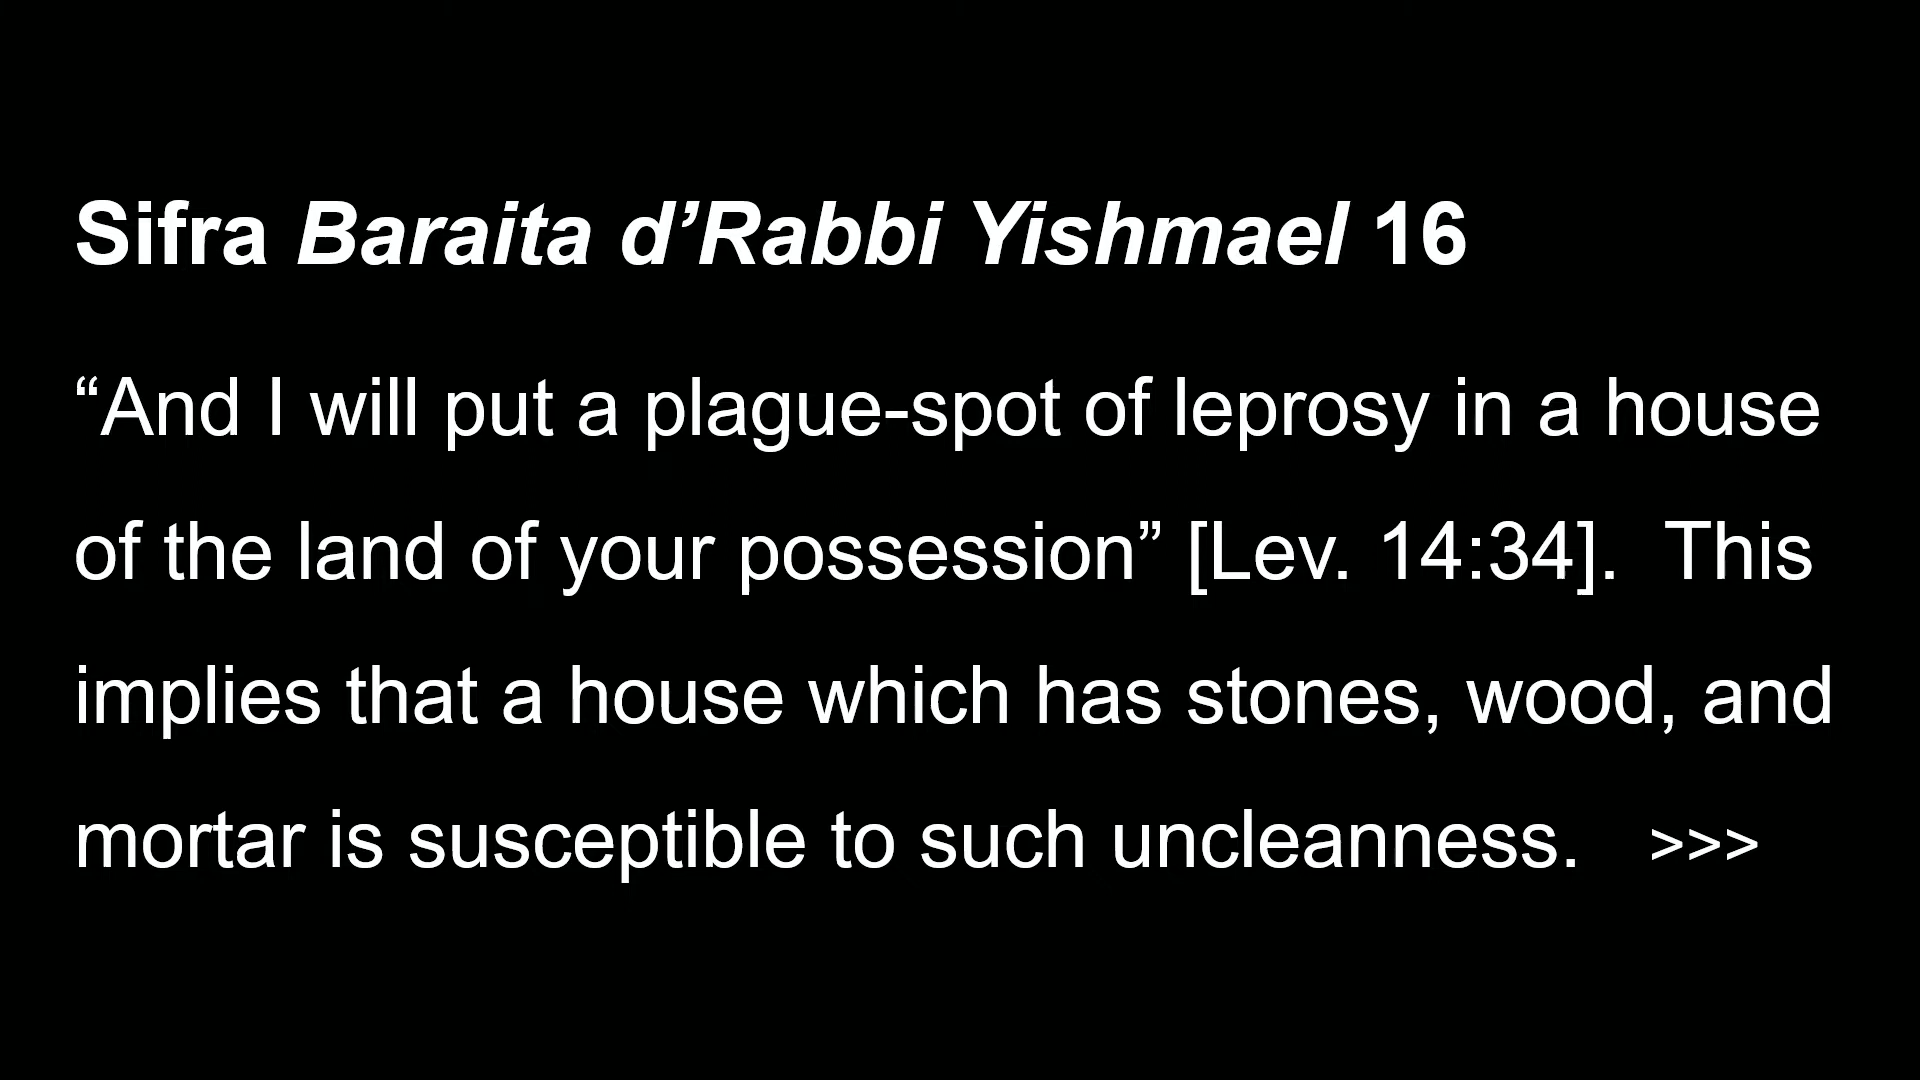 Sifra Baraita d’Rabbi Yishmael 16
“And I will put a plague-spot of leprosy in a house
of the land of your possession” [Lev. 14:34].  This
implies that a house which has stones, wood, and
mortar is susceptible to such uncleanness.   >>>